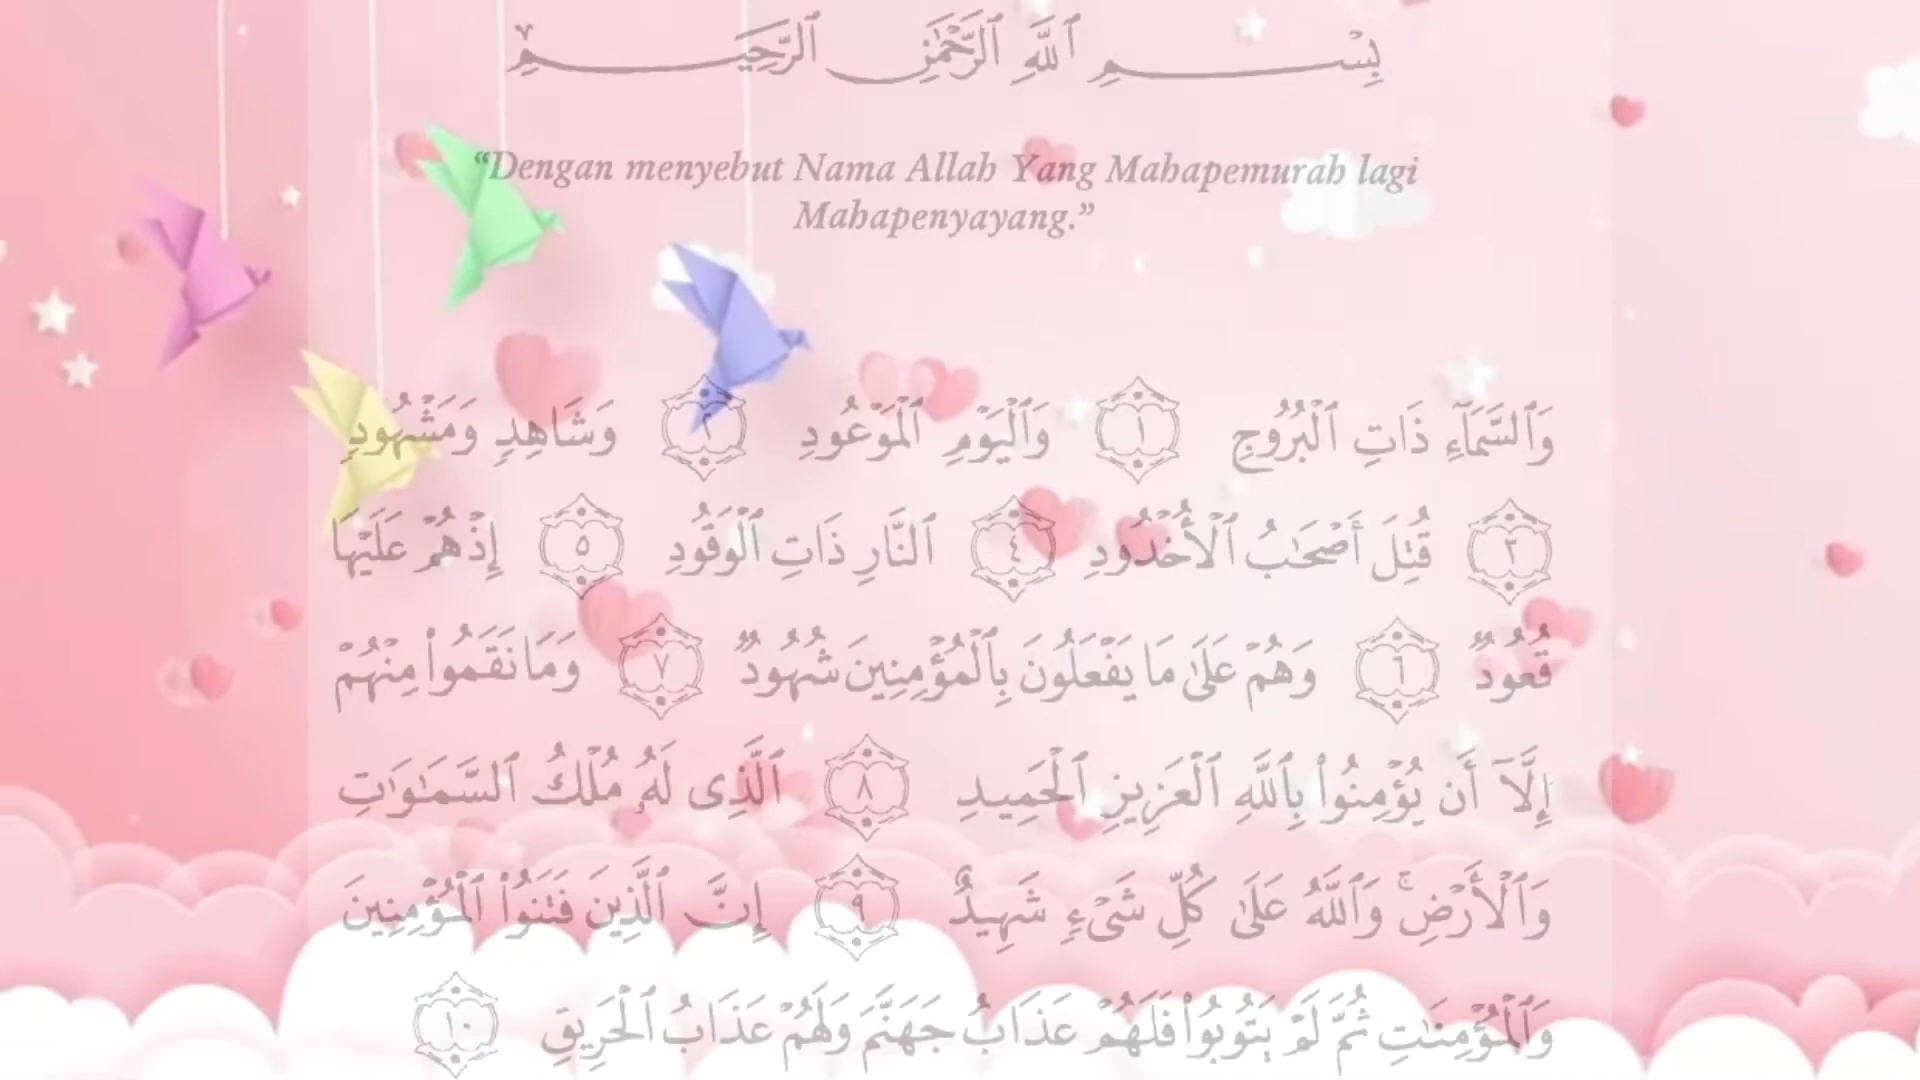 بِسْمِ ٱللَّهِ ٱلرَّحْمَٰنِ ٱلرَّحِيمِ
“Dengan menyebut Nama Allah Yang Mahapemurah lagi
Mahapenyayang.”
وَٱلسَّمَآءِ ذَاتِ ٱلْبُرُوجِ ١ وَٱلْيَوْمِ ٱلْمَوْعُودِ ٢ وَشَاهِدٍ وَمَشْهُودٍ
٣ قُتِلَ أَصْحَٰبُ ٱلْأُخْدُودِ ٤ ٱلنَّارِ ذَاتِ ٱلْوَقُودِ ٥ إِذْ هُمْ عَلَيْهَا
قُعُودٌ ٦ وَهُمْ عَلَىٰ مَا يَفْعَلُونَ بِٱلْمُؤْمِنِينَ شُهُودٌ ٧ وَمَا نَقَمُوا۟ مِنْهُمْ
إِلَّآ أَن يُؤْمِنُوا۟ بِٱللَّهِ ٱلْعَزِيزِ ٱلْحَمِيدِ ٨ ٱلَّذِى لَهُۥ مُلْكُ ٱلسَّمَٰوَٰتِ
وَٱلْأَرْضِ ۚ وَٱللَّهُ عَلَىٰ كُلِّ شَىْءٍ شَهِيدٌ ٩ إِنَّ ٱلَّذِينَ فَتَنُوا۟ ٱلْمُؤْمِنِينَ
وَٱلْمُؤْمِنَٰتِ ثُمَّ لَمْ يَتُوبُوا۟ فَلَهُمْ عَذَابُ جَهَنَّمَ وَلَهُمْ عَذَابُ ٱلْحَرِيقِ ١٠